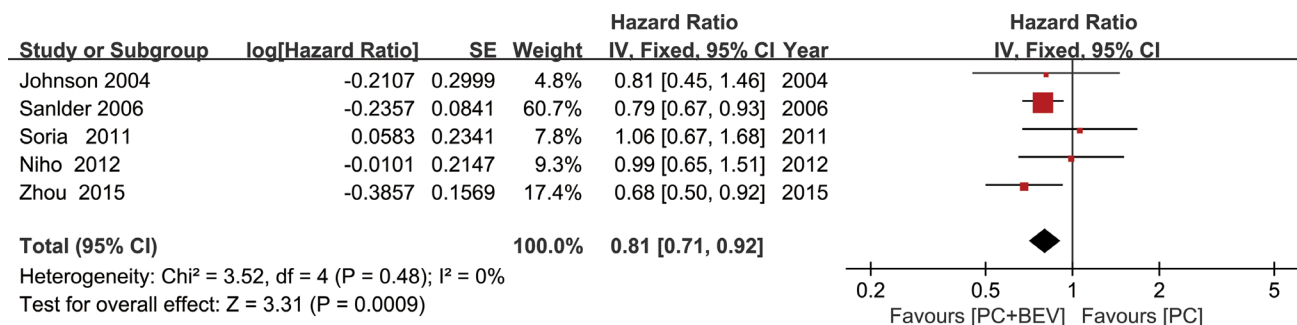 Hazard Ratio Hazard Ratio
Study or Subgroup log[Hazard Ratio] SE Weight IV, Fixed, 95% CI Year IV, Fixed, 95% CI
Johnson 2004 -0.2107 0.2999 4.8% 0.81 [0.45, 1.46] 2004
Sanlder 2006 -0.2357 0.0841 60.7% 0.79 [0.67, 0.93] 2006
Soria 2011 0.0583 0.2341 7.8% 1.06 [0.67, 1.68] 2011
Niho 2012 -0.0101 0.2147 9.3% 0.99 [0.65, 1.51] 2012
Zhou 2015 -0.3857 0.1569 17.4% 0.68 [0.50, 0.92] 2015
Total (95% CI) 100.0% 0.81 [0.71, 0.92]
Heterogeneity: Chi² = 3.52, df = 4 (P = 0.48); I² = 0%
Test for overall effect: Z = 3.31 (P = 0.0009)
0.2 0.5 1 2 5
Favours [PC+BEV] Favours [PC]